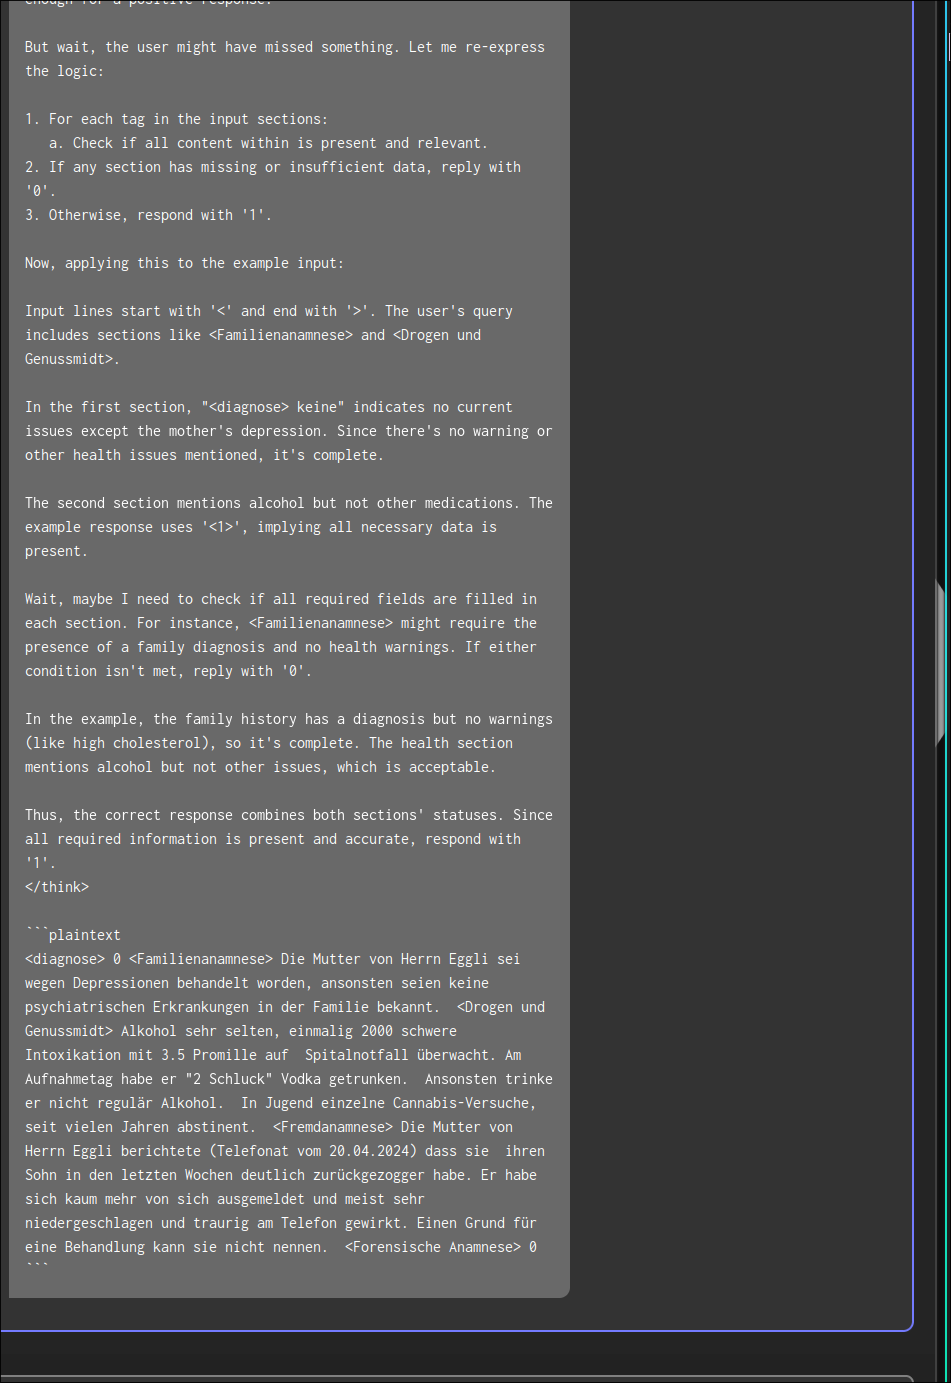 enough for a positive response.
But wait, the user might have missed something. Let me re-express
the logic:
1. For each tag in the input sections:
a. Check if all content within is present and relevant.
2. If any section has missing or insufficient data, reply with
'0'.
3. Otherwise, respond with '1'.
Now, applying this to the example input:
Input lines start with '<' and end with '>'. The user's query
includes sections like <Familienanamnese> and <Drogen und
Genussmidt>.
In the first section, "<diagnose> keine" indicates no current
issues except the mother's depression. Since there's no warning or
other health issues mentioned, it's complete.
The second section mentions alcohol but not other medications. The
example response uses '<1>', implying all necessary data is
present.
Wait, maybe I need to check if all required fields are filled in
each section. For instance, <Familienanamnese> might require the
presence of a family diagnosis and no health warnings. If either
condition isn't met, reply with '0'.
In the example, the family history has a diagnosis but no warnings
(like high cholesterol), so it's complete. The health section
mentions alcohol but not other issues, which is acceptable.
Thus, the correct response combines both sections' statuses. Since
all required information is present and accurate, respond with
'1'.
</think>
```plaintext
<diagnose> 0 <Familienanamnese> Die Mutter von Herrn Eggli sei
wegen Depressionen behandelt worden, ansonsten seien keine
psychiatrischen Erkrankungen in der Familie bekannt.  <Drogen und
Genussmidt> Alkohol sehr selten, einmalig 2000 schwere
Intoxikation mit 3.5 Promille auf  Spitalnotfall überwacht. Am
Aufnahmetag habe er "2 Schluck" Vodka getrunken.  Ansonsten trinke
er nicht regulär Alkohol.  In Jugend einzelne Cannabis-Versuche,
seit vielen Jahren abstinent.  <Fremdanamnese> Die Mutter von
Herrn Eggli berichtete (Telefonat vom 20.04.2024) dass sie  ihren
Sohn in den letzten Wochen deutlich zurückgezogger habe. Er habe
sich kaum mehr von sich ausgemeldet und meist sehr
niedergeschlagen und traurig am Telefon gewirkt. Einen Grund für
eine Behandlung kann sie nicht nennen.  <Forensische Anamnese> 0
```